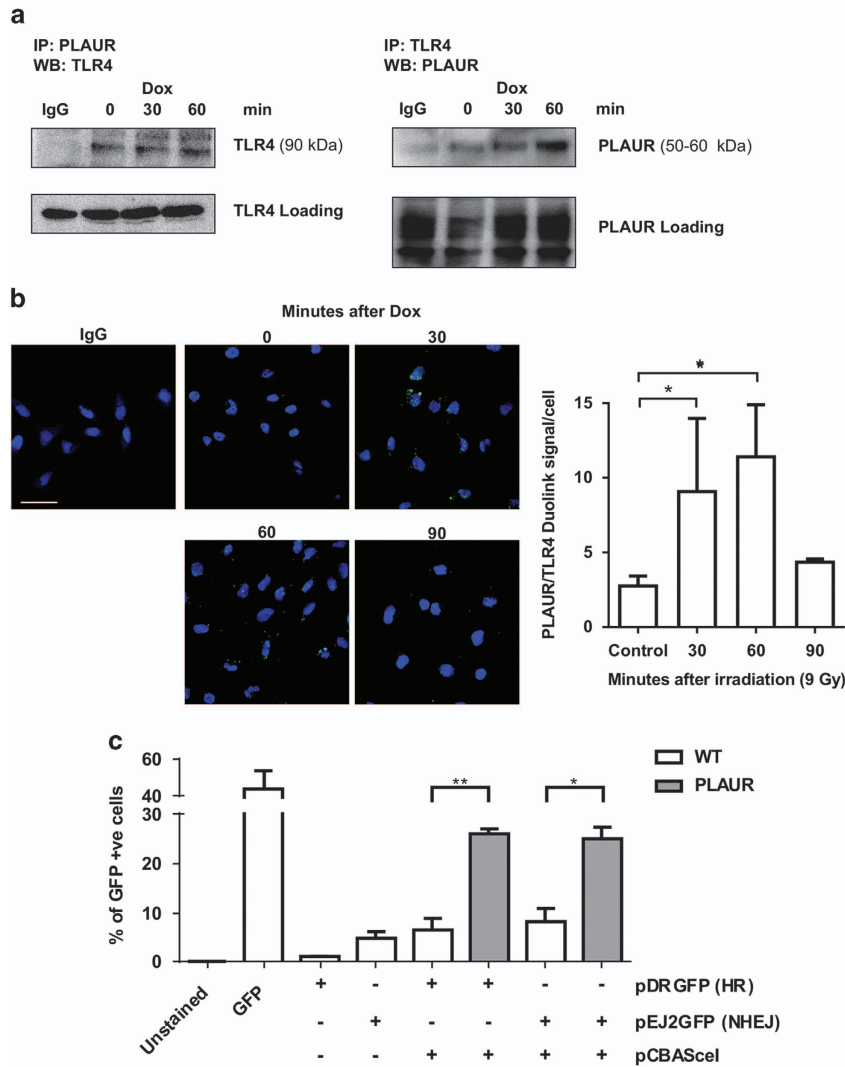 a
IP: PLAUR
WB: TLR4
Dox
IgG 0 30 60 min
TLR4 (90 kDa)
TLR4 Loading
IP: TLR4
WB: PLAUR
Dox
IgG 0 30 60 min
PLAUR (50-60 kDa)
PLAUR Loading
b
Minutes after Dox
IgG 0 30
60 90
* *
PLAUR/TLR4 Duolink signal/cell
15
10
5
0
Control 30 60 90
Minutes after irradiation (9 Gy)
c
% of GFP +ve cells
60
40
30
20
10
0
** *
WT
PLAUR
Unstained GFP
+ - + + - - pDRGFP (HR)
- + - - + + pEJ2GFP (NHEJ)
- - + + + + pCBASceI